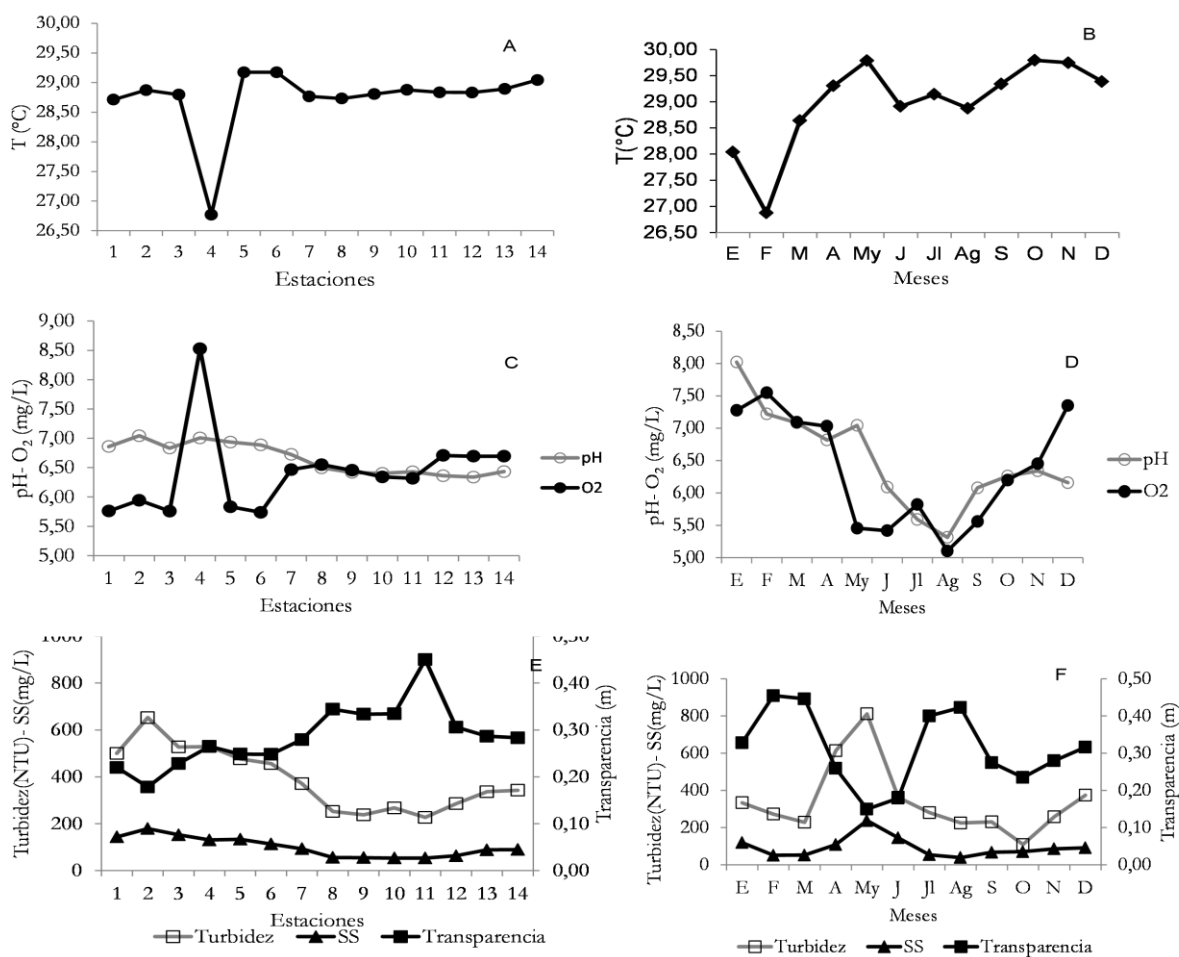 A
T (°C)
30,00
29,50
29,00
28,50
28,00
27,50
27,00
26,50
1 2 3 4 5 6 7 8 9 10 11 12 13 14
Estaciones
B
T(°C)
30,00
29,50
29,00
28,50
28,00
27,50
27,00
26,50
E F M A My J Jl Ag S O N D
Meses
C
pH- O₂ (mg/L)
9,00
8,50
8,00
7,50
7,00
6,50
6,00
5,50
5,00
1 2 3 4 5 6 7 8 9 10 11 12 13 14
Estaciones
pH
O2
D
pH- O₂ (mg/L)
8,50
8,00
7,50
7,00
6,50
6,00
5,50
5,00
E F M A My J Jl Ag S O N D
Meses
pH
O2
E
Turbidez(NTU)- SS(mg/L)
1000
800
600
400
200
0
0,50
0,40
0,30
0,20
0,10
0,00
Transparencia (m)
1 2 3 4 5 6 7 8 9 10 11 12 13 14
Estaciones
Turbidez SS Transparencia
F
Turbidez(NTU)- SS(mg/L)
1000
800
600
400
200
0
0,50
0,40
0,30
0,20
0,10
0,00
Transparencia (m)
E F M A My J Jl Ag S O N D
Meses
Turbidez SS Transparencia